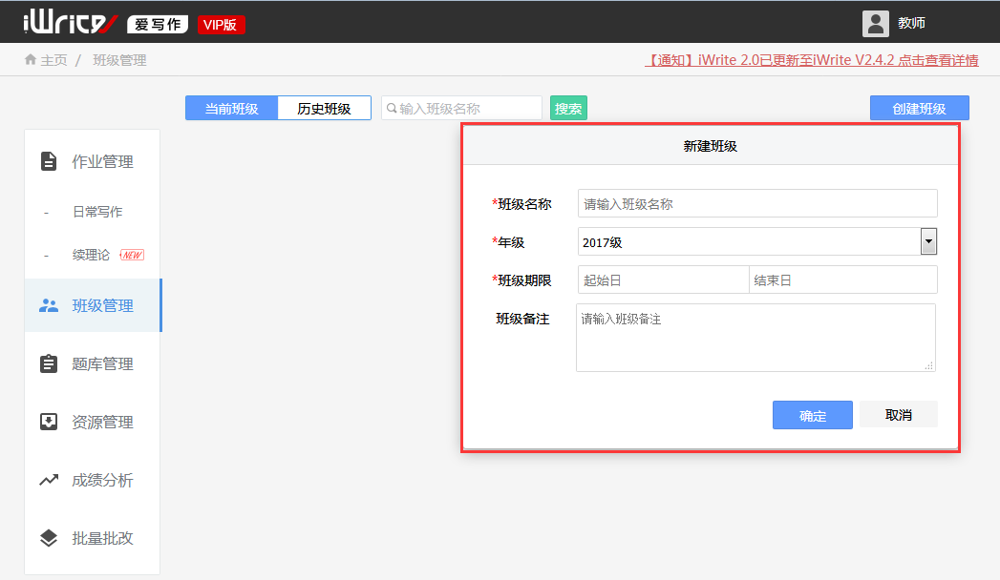 iWrite 爱写作 VIP版
教师
主页 / 班级管理
【通知】iWrite 2.0已更新至iWrite V2.4.2 点击查看详情
当前班级 历史班级 输入班级名称 搜索 创建班级
作业管理
- 日常写作
- 续理论 NEW
班级管理
题库管理
资源管理
成绩分析
批量批改
新建班级
*班级名称 请输入班级名称
*年级 2017级
*班级期限 起始日 结束日
班级备注 请输入班级备注
确定 取消